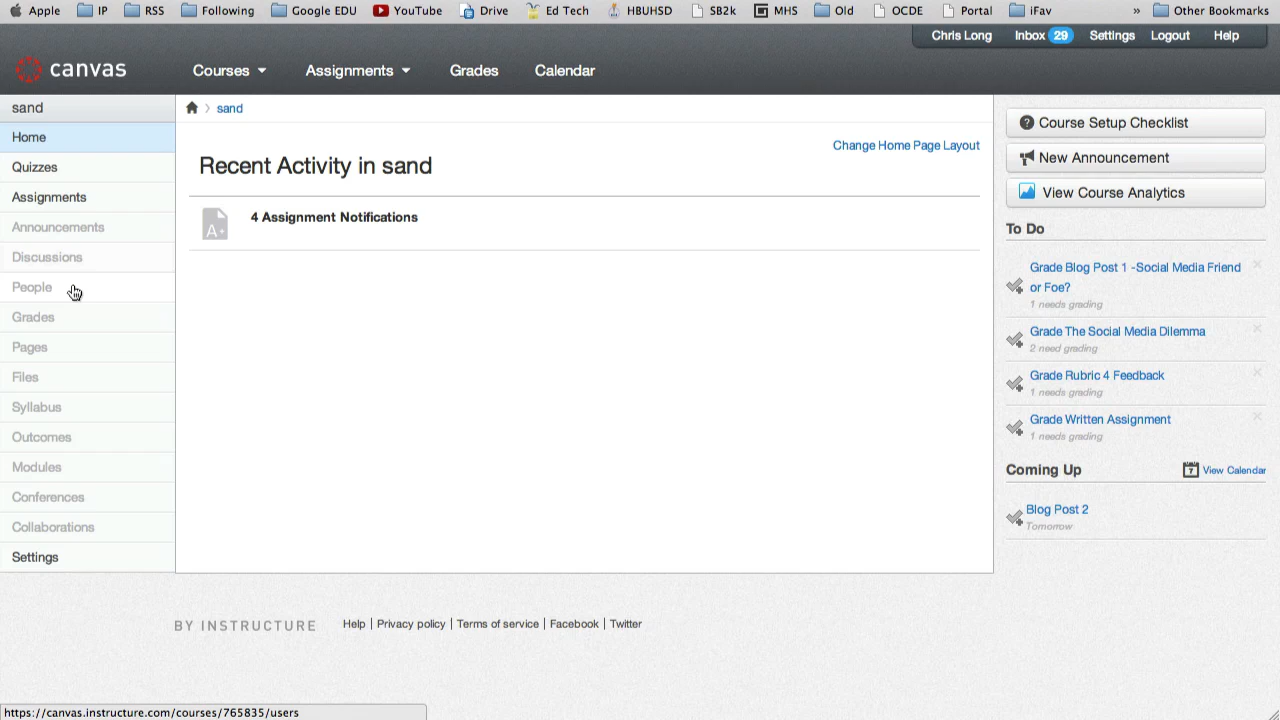 Apple IP RSS Following Google EDU YouTube Drive Ed Tech HBUHSD SB2k MHS Old OCDE Portal iFav » Other Bookmarks
Chris Long Inbox 29 Settings Logout Help
canvas Courses Assignments Grades Calendar
sand
Home
Quizzes
Assignments
Announcements
Discussions
People
Grades
Pages
Files
Syllabus
Outcomes
Modules
Conferences
Collaborations
Settings
sand
Change Home Page Layout
Recent Activity in sand
A+
4 Assignment Notifications
Course Setup Checklist
New Announcement
View Course Analytics
To Do
Grade Blog Post 1 -Social Media Friend
or Foe?
1 needs grading
Grade The Social Media Dilemma
2 need grading
Grade Rubric 4 Feedback
1 needs grading
Grade Written Assignment
1 needs grading
Coming Up
7 View Calendar
Blog Post 2
Tomorrow
BY INSTRUCTURE
Help | Privacy policy | Terms of service | Facebook | Twitter
https://canvas.instructure.com/courses/765835/users